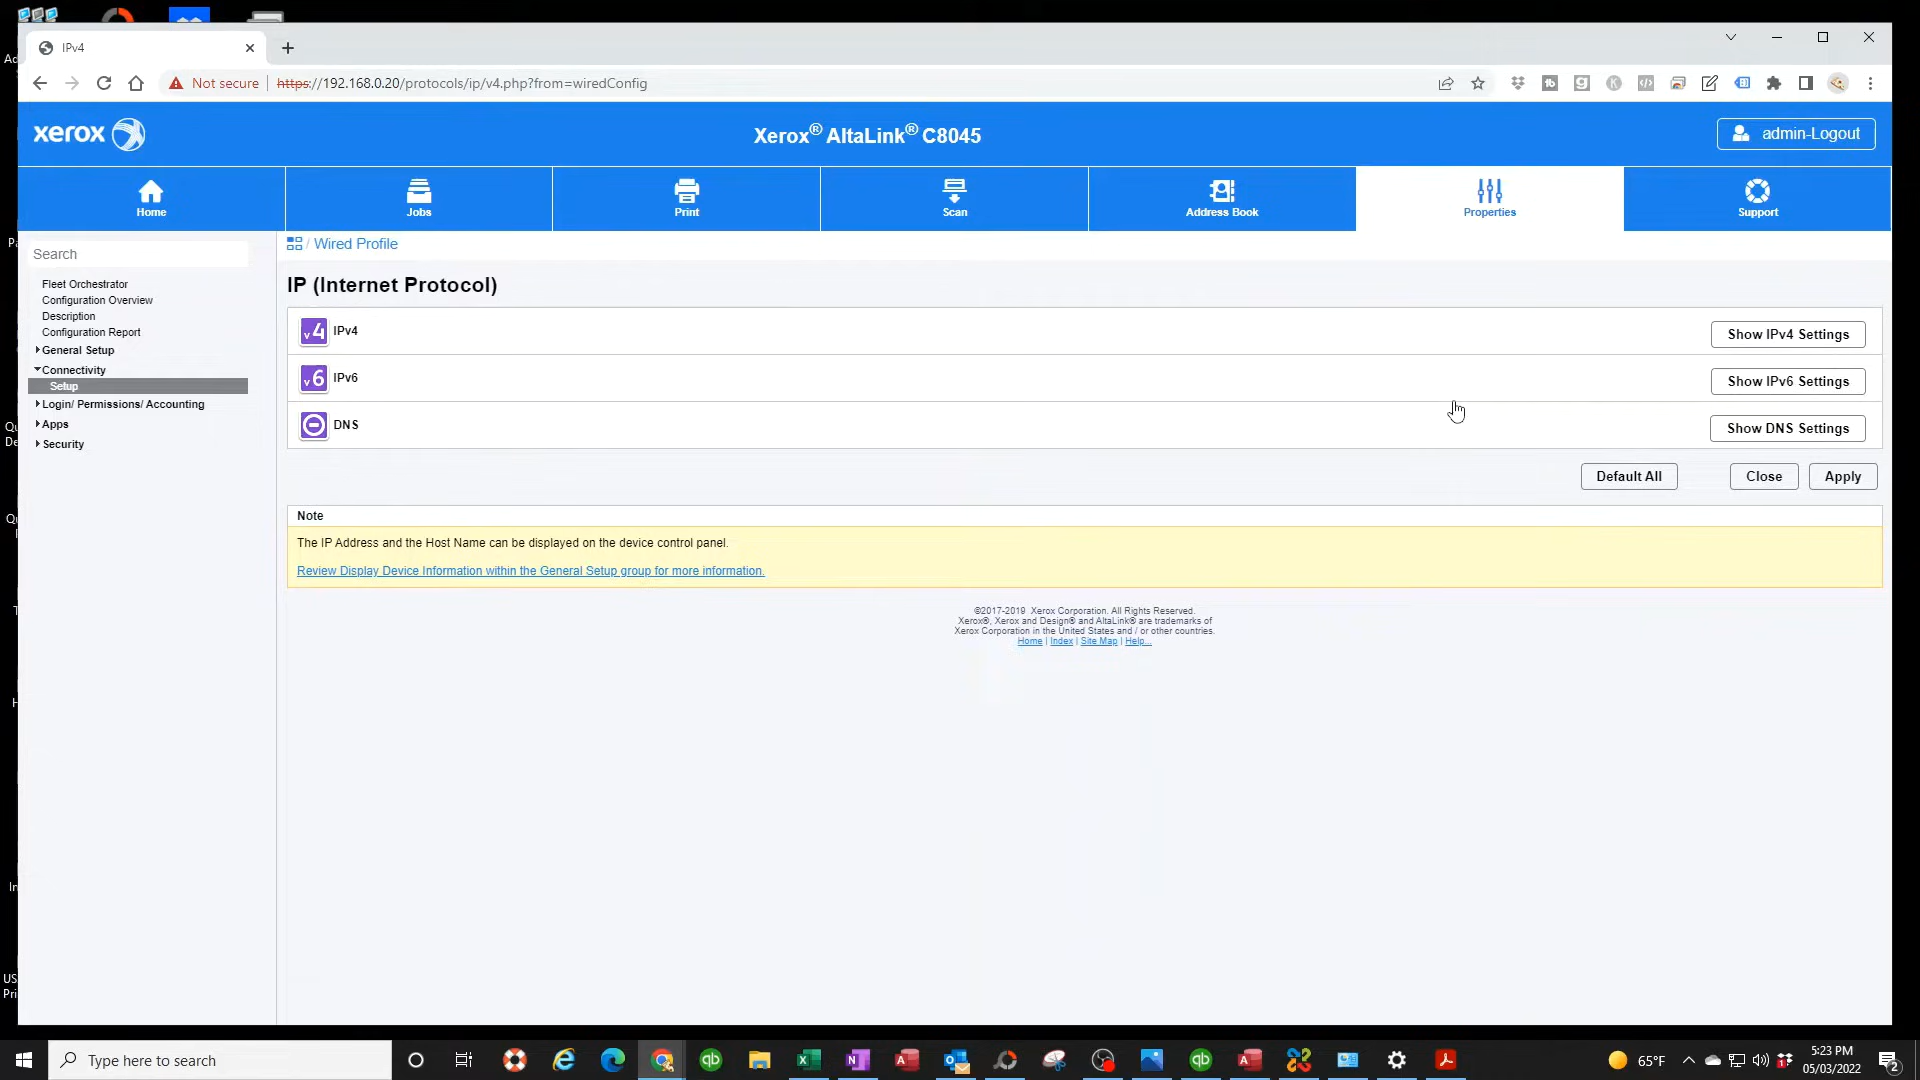 IPv4
Not secure | https://192.168.0.20/protocols/ip/v4.php?from=wiredConfig
xerox
Xerox® AltaLink® C8045
admin-Logout
Home
Jobs
Print
Scan
Address Book
Properties
Support
Search
Fleet Orchestrator
Configuration Overview
Description
Configuration Report
General Setup
Connectivity
Setup
Login/ Permissions/ Accounting
Apps
Security
/ Wired Profile
IP (Internet Protocol)
v4 IPv4
Show IPv4 Settings
v6 IPv6
Show IPv6 Settings
DNS
Show DNS Settings
Default All
Close
Apply
Note
The IP Address and the Host Name can be displayed on the device control panel.
Review Display Device Information within the General Setup group for more information.
©2017-2019 Xerox Corporation. All Rights Reserved.
Xerox®, Xerox and Design® and AltaLink® are trademarks of
Xerox Corporation in the United States and / or other countries.
Home | Index | Site Map | Help...
Type here to search
65°F
5:23 PM
05/03/2022
2